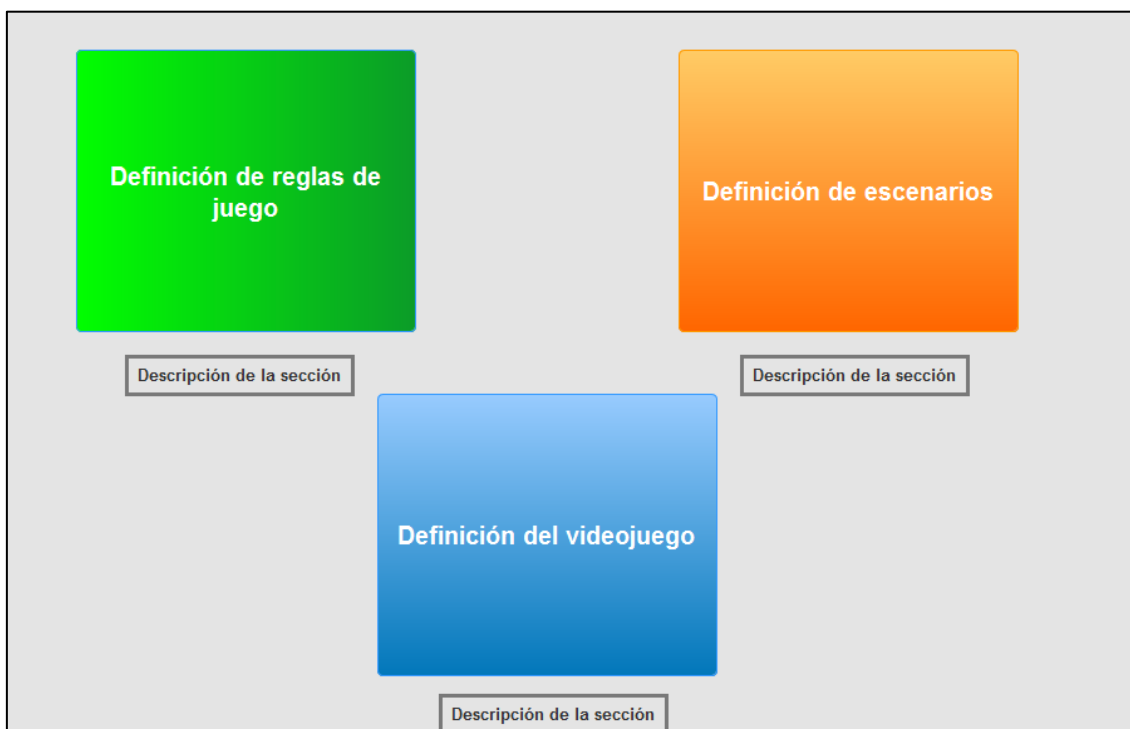 Definición de reglas de
juego
Definición de escenarios
Descripción de la sección
Descripción de la sección
Definición del videojuego
Descripción de la sección